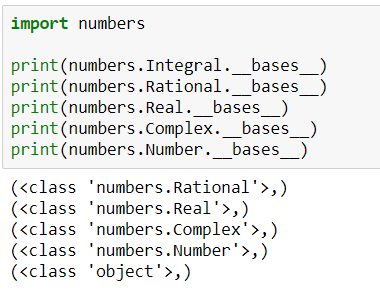 import numbers
print(numbers.Integral.__bases__)
print(numbers.Rational.__bases__)
print(numbers.Real.__bases__)
print(numbers.Complex.__bases__)
print(numbers.Number.__bases__)
(<class 'numbers.Rational'>,)
(<class 'numbers.Real'>,)
(<class 'numbers.Complex'>,)
(<class 'numbers.Number'>,)
(<class 'object'>,)